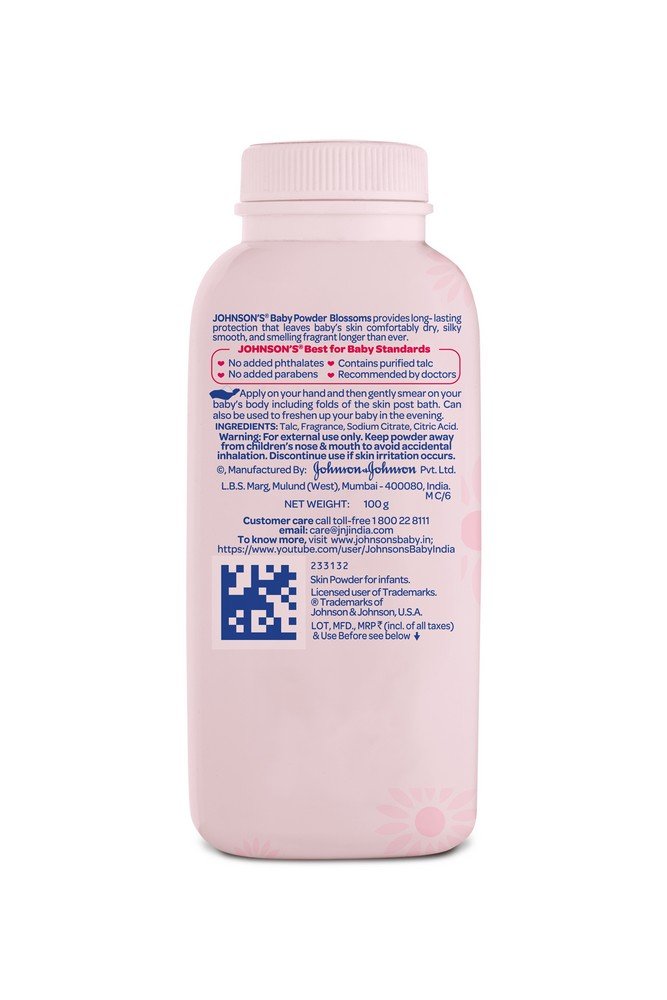 JOHNSON'S® Baby Powder Blossoms provides long-lasting
protection that leaves baby's skin comfortably dry, silky
smooth, and smelling fragrant longer than ever.
JOHNSON'S® Best for Baby Standards
♥ No added phthalates ♥ Contains purified talc
♥ No added parabens ♥ Recommended by doctors
Apply on your hand and then gently smear on your
baby's body including folds of the skin post bath. Can
also be used to freshen up your baby in the evening.
INGREDIENTS: Talc, Fragrance, Sodium Citrate, Citric Acid.
Warning: For external use only. Keep powder away
from children's nose & mouth to avoid accidental
inhalation. Discontinue use if skin irritation occurs.
©, Manufactured By: Johnson & Johnson Pvt. Ltd.
L.B.S. Marg, Mulund (West), Mumbai - 400080, India.
M C/6
NET WEIGHT: 100 g
Customer care call toll-free 1 800 22 8111
email: care@jnjindia.com
To know more, visit www.johnsonsbaby.in;
https://www.youtube.com/user/JohnsonsBabyIndia
233132
Skin Powder for infants.
Licensed user of Trademarks.
® Trademarks of
Johnson & Johnson, U.S.A.
LOT, MFD., MRP ₹ (incl. of all taxes)
& Use Before see below